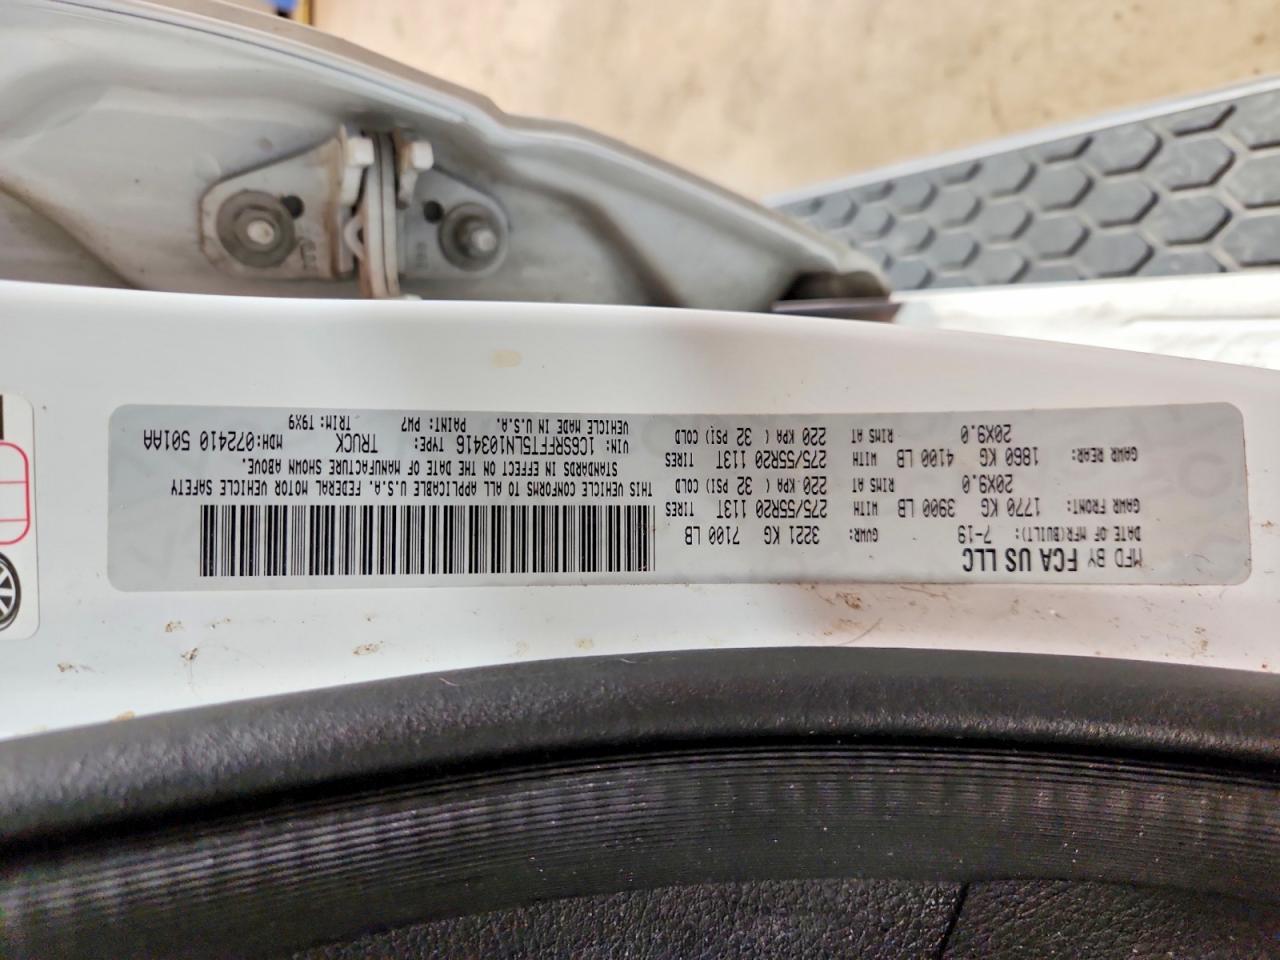 MFD BY FCA US LLC
DATE OF MFR(BUILT): 7-19 GVWR: 3221 KG 7100 LB
GAWR FRONT: 1770 KG 3900 LB WITH 275/55R20 113T TIRES
20X9.0 RIMS AT 220 KPA ( 32 PSI) COLD
GAWR REAR: 1860 KG 4100 LB WITH 275/55R20 113T TIRES
20X9.0 RIMS AT 220 KPA ( 32 PSI) COLD
THIS VEHICLE CONFORMS TO ALL APPLICABLE U.S.A. FEDERAL MOTOR VEHICLE SAFETY
STANDARDS IN EFFECT ON THE DATE OF MANUFACTURE SHOWN ABOVE.
VIN: 1C6SRFFT5LN103416 TYPE: TRUCK MDH:072410 501AA
VEHICLE MADE IN U.S.A. PAINT: PW7 TRIM: T9X9